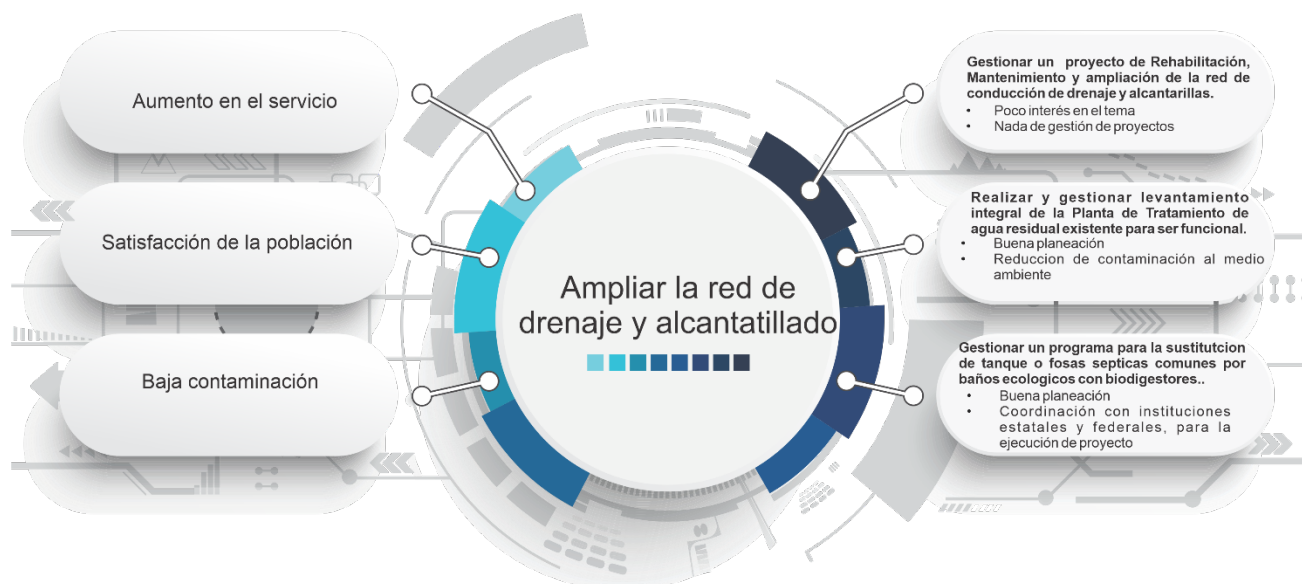 Aumento en el servicio
Satisfacción de la población
Baja contaminación
Ampliar la red de
drenaje y alcantatillado
Gestionar un proyecto de Rehabilitación,
Mantenimiento y ampliación de la red de
conducción de drenaje y alcantarillas.
• Poco interés en el tema
• Nada de gestión de proyectos
Realizar y gestionar levantamiento
integral de la Planta de Tratamiento de
agua residual existente para ser funcional.
• Buena planeación
• Reduccion de contaminación al medio
ambiente
Gestionar un programa para la sustitutcion
de tanque o fosas septicas comunes por
baños ecologicos con biodigestores..
• Buena planeación
• Coordinación con instituciones
estatales y federales, para la
ejecución de proyecto